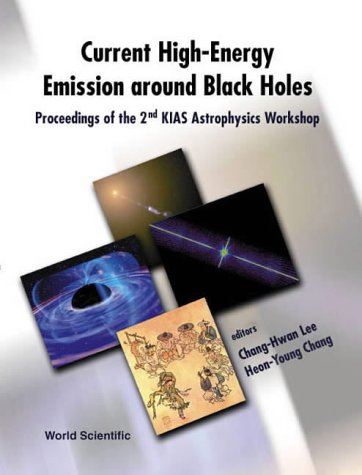 Current High-Energy
Emission around Black Holes
Proceedings of the 2nd KIAS Astrophysics Workshop
editors
Chang-Hwan Lee
Heon-Young Chang
World Scientific